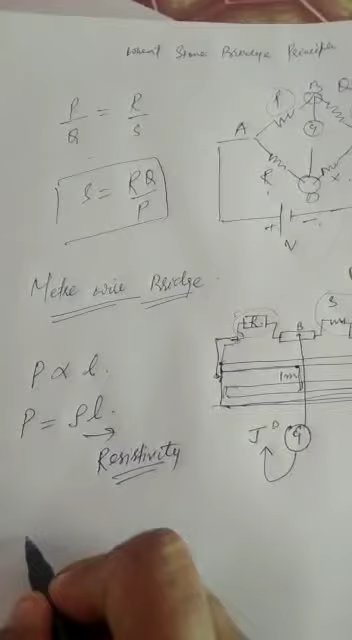 Wheat Stone Bridge Principle
P/Q = R/S
S = RQ/P
A
P
B
Q
G
R
D
X
+ -
V
Metre wire Bridge.
R
B
S
1m
J D
G
P ∝ l.
P = ρl.
Resistivity